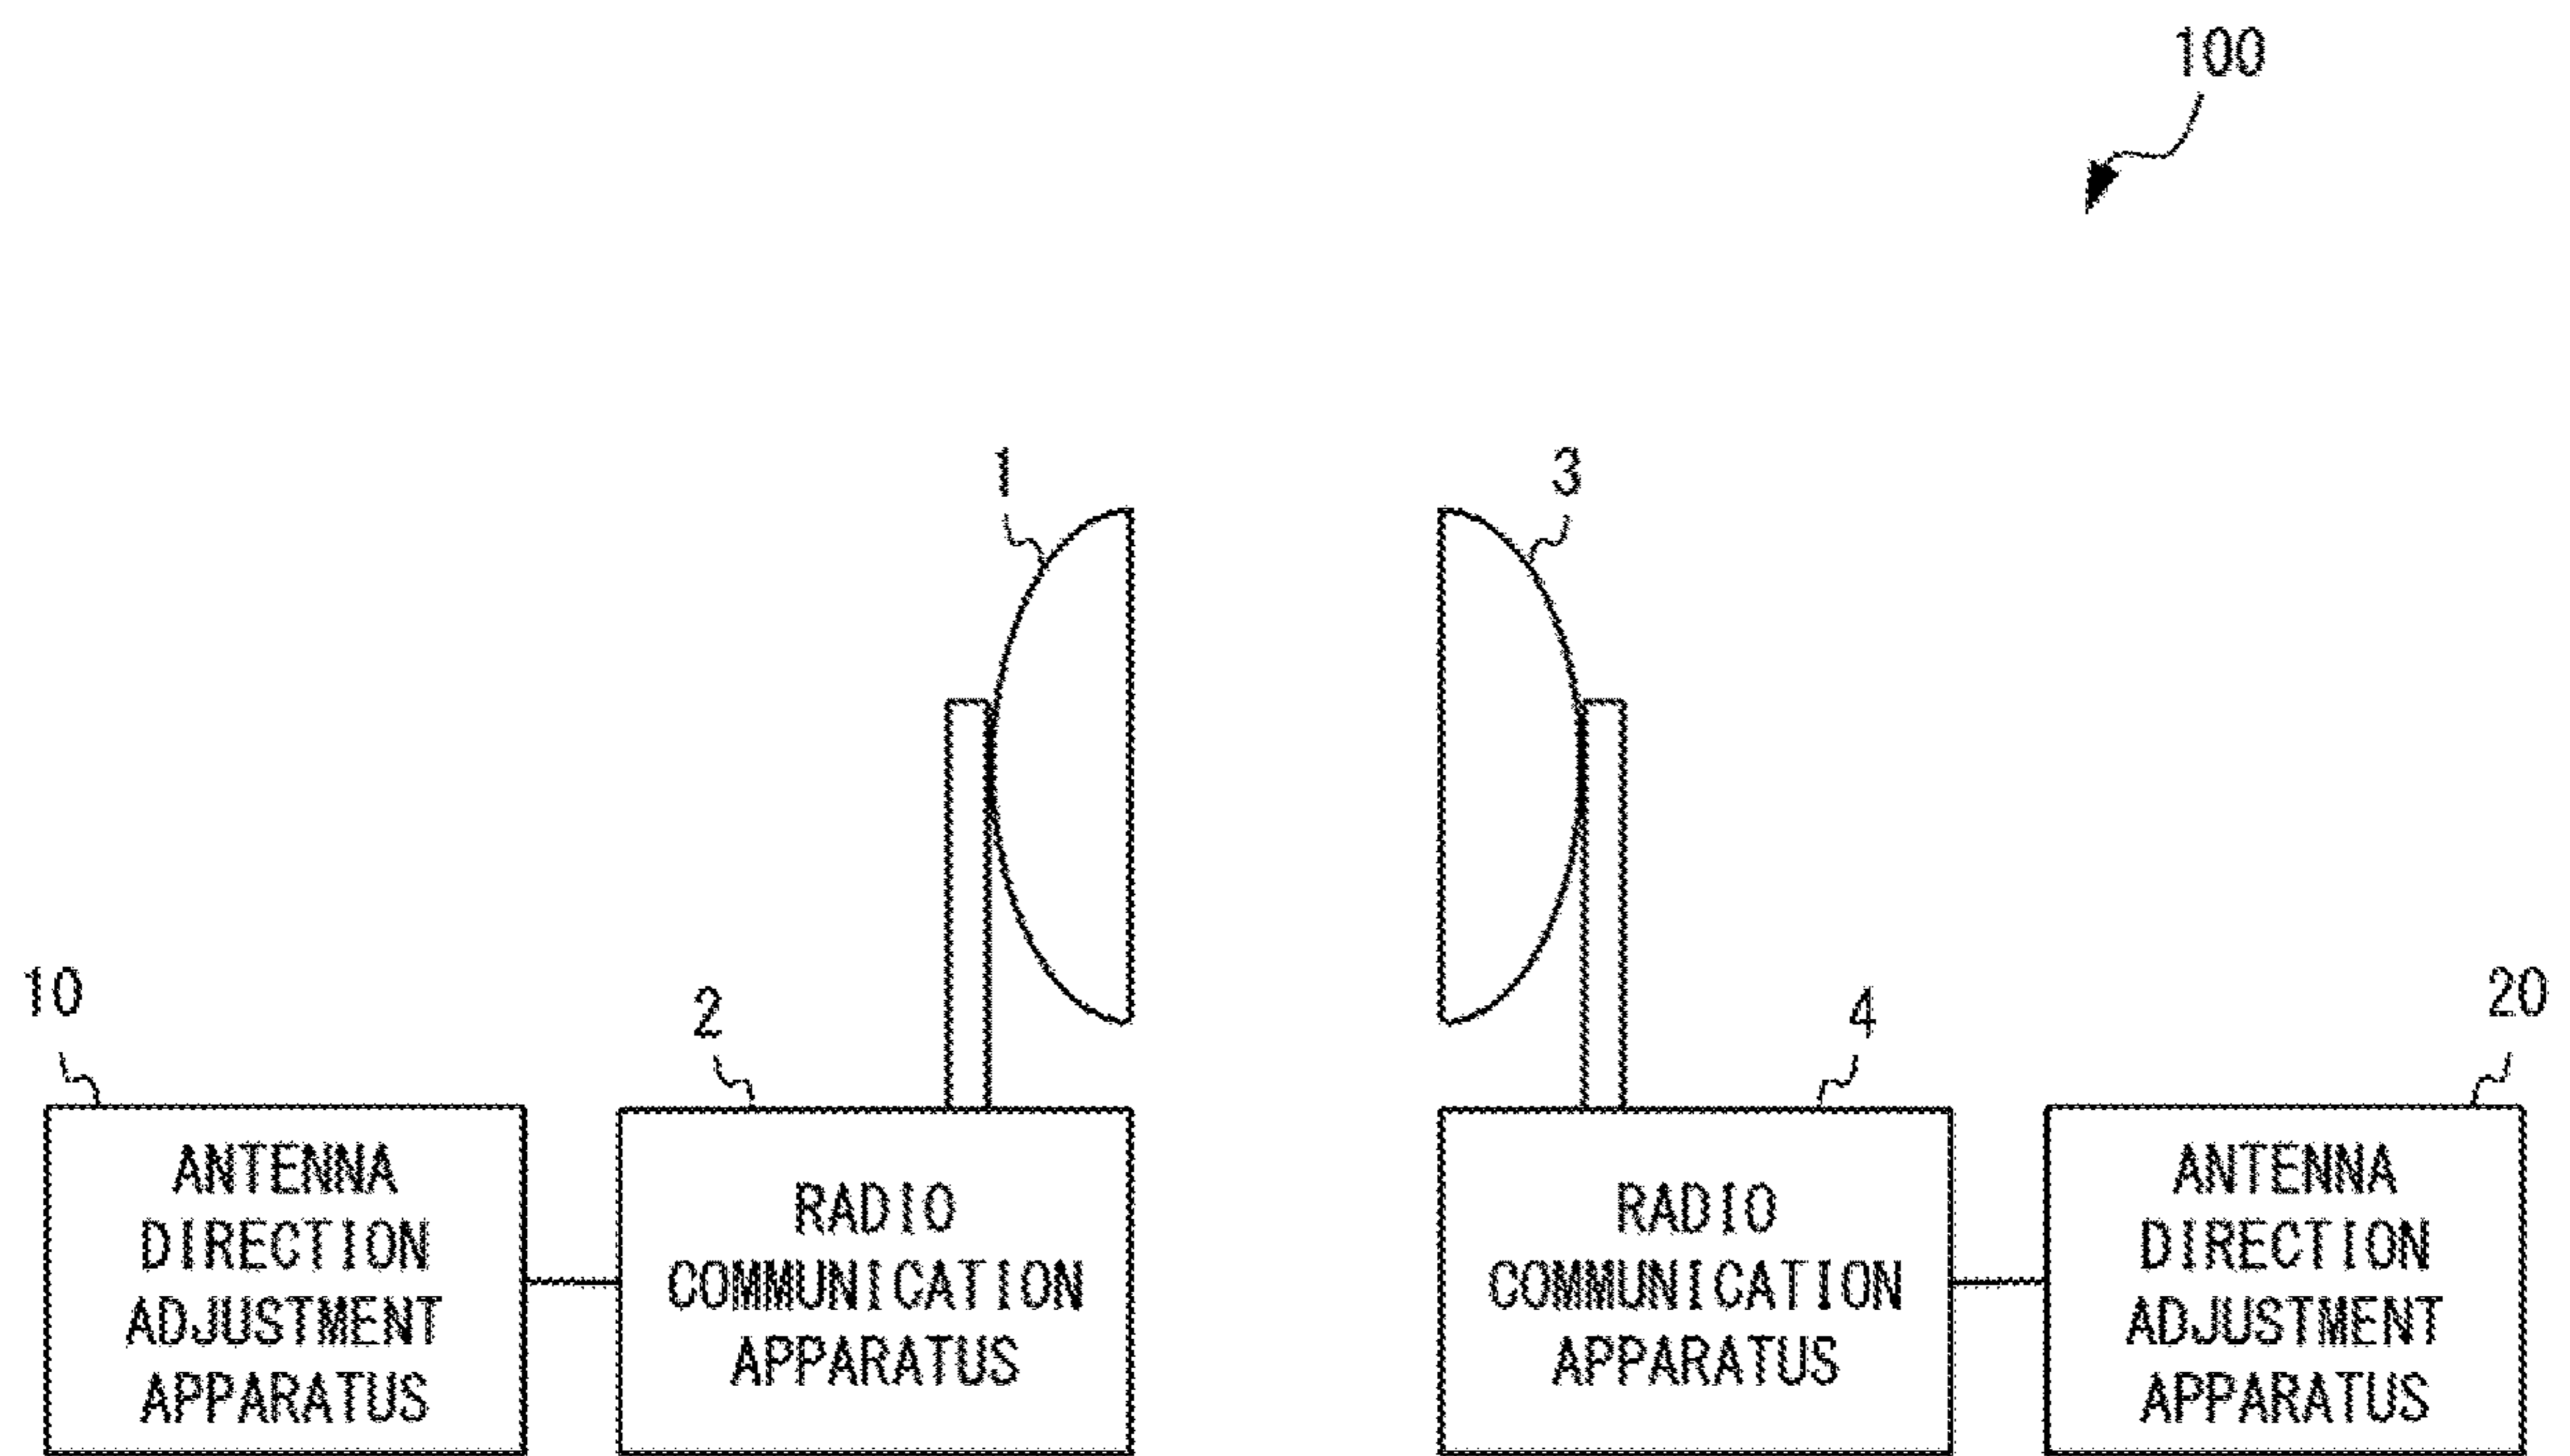 100
1
3
10
2
4
20
ANTENNA
DIRECTION
ADJUSTMENT
APPARATUS
RADIO
COMMUNICATION
APPARATUS
RADIO
COMMUNICATION
APPARATUS
ANTENNA
DIRECTION
ADJUSTMENT
APPARATUS